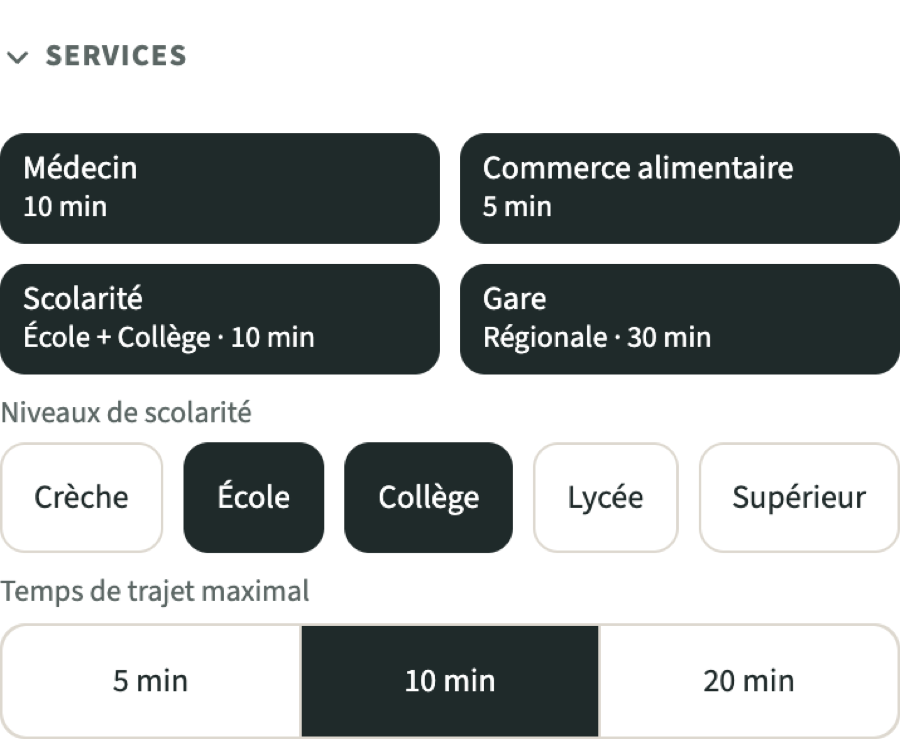 SERVICES
Médecin
10 min
Commerce alimentaire
5 min
Scolarité
École + Collège · 10 min
Gare
Régionale · 30 min
Niveaux de scolarité
Crèche
École
Collège
Lycée
Supérieur
Temps de trajet maximal
5 min
10 min
20 min